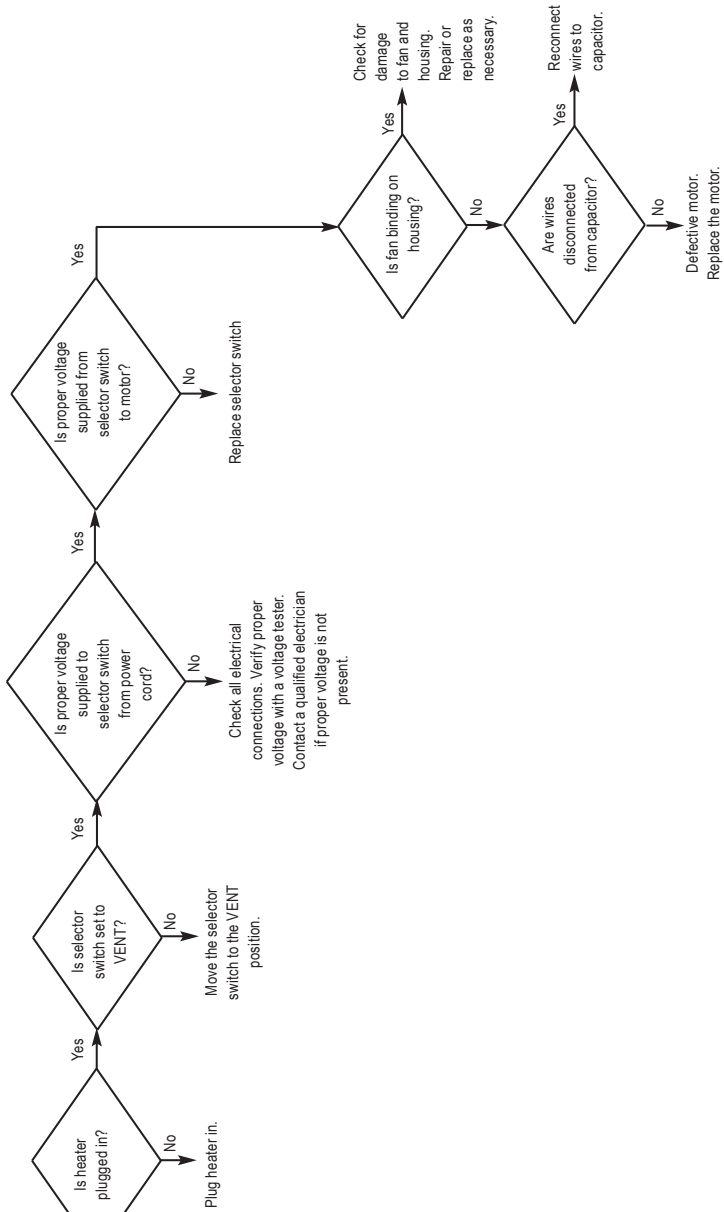 Is heater
plugged in?
No
Plug heater in.
Yes
Is selector
switch set to
VENT?
No
Move the selector
switch to the VENT
position.
Yes
Is proper voltage
supplied to
selector switch
from power
cord?
No
Check all electrical
connections. Verify proper
voltage with a voltage tester.
Contact a qualified electrician
if proper voltage is not
present.
Yes
Is proper voltage
supplied from
selector switch
to motor?
No
Replace selector switch
Yes
Is fan binding on
housing?
Yes
Check for
damage
to fan and
housing.
Repair or
replace as
necessary.
No
Are wires
disconnected
from capacitor?
Yes
Reconnect
wires to
capacitor.
No
Defective motor.
Replace the motor.